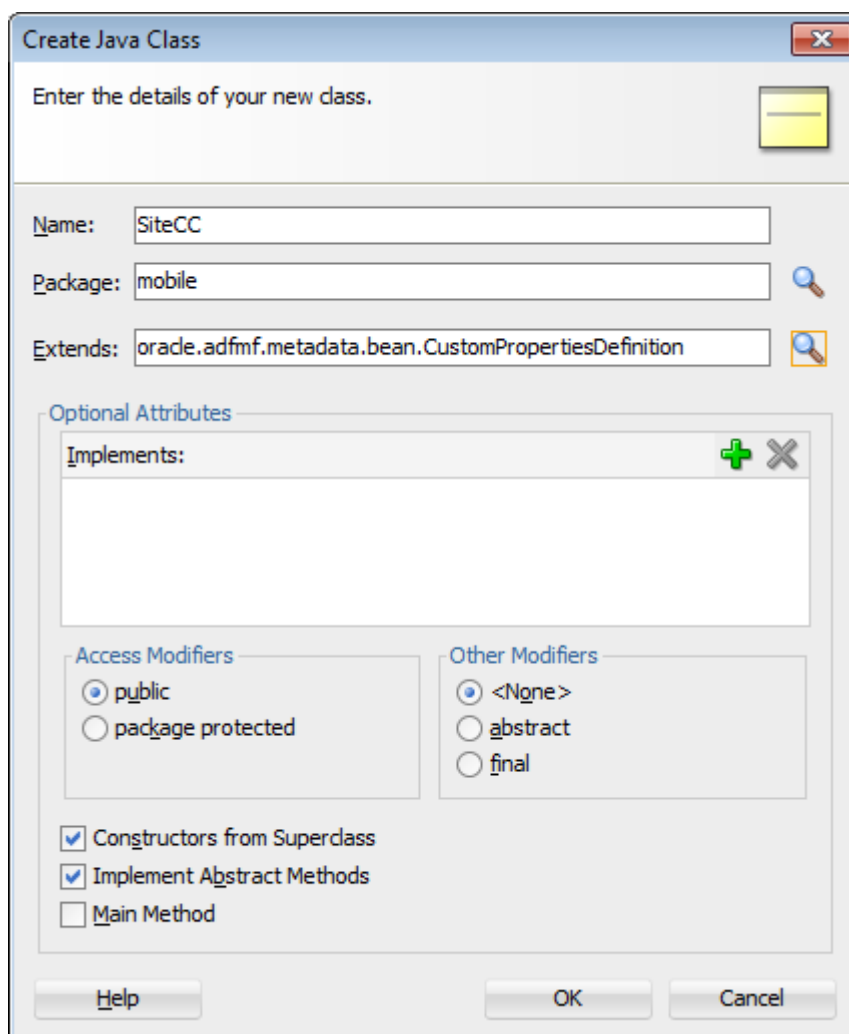 Create Java Class
Enter the details of your new class.
Name: SiteCC
Package: mobile
Extends: oracle.adfmf.metadata.bean.CustomPropertiesDefinition
Optional Attributes
Implements:
Access Modifiers
public
package protected
Other Modifiers
<None>
abstract
final
Constructors from Superclass
Implement Abstract Methods
Main Method
Help OK Cancel